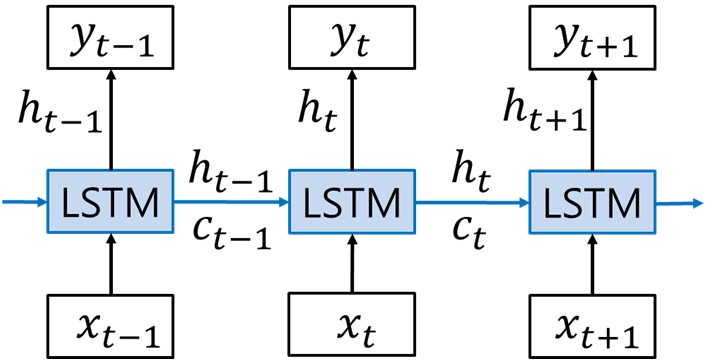 y_{t-1} y_t y_{t+1}
h_{t-1} h_t h_{t+1}
LSTM h_{t-1} LSTM h_t LSTM
c_{t-1} c_t
x_{t-1} x_t x_{t+1}